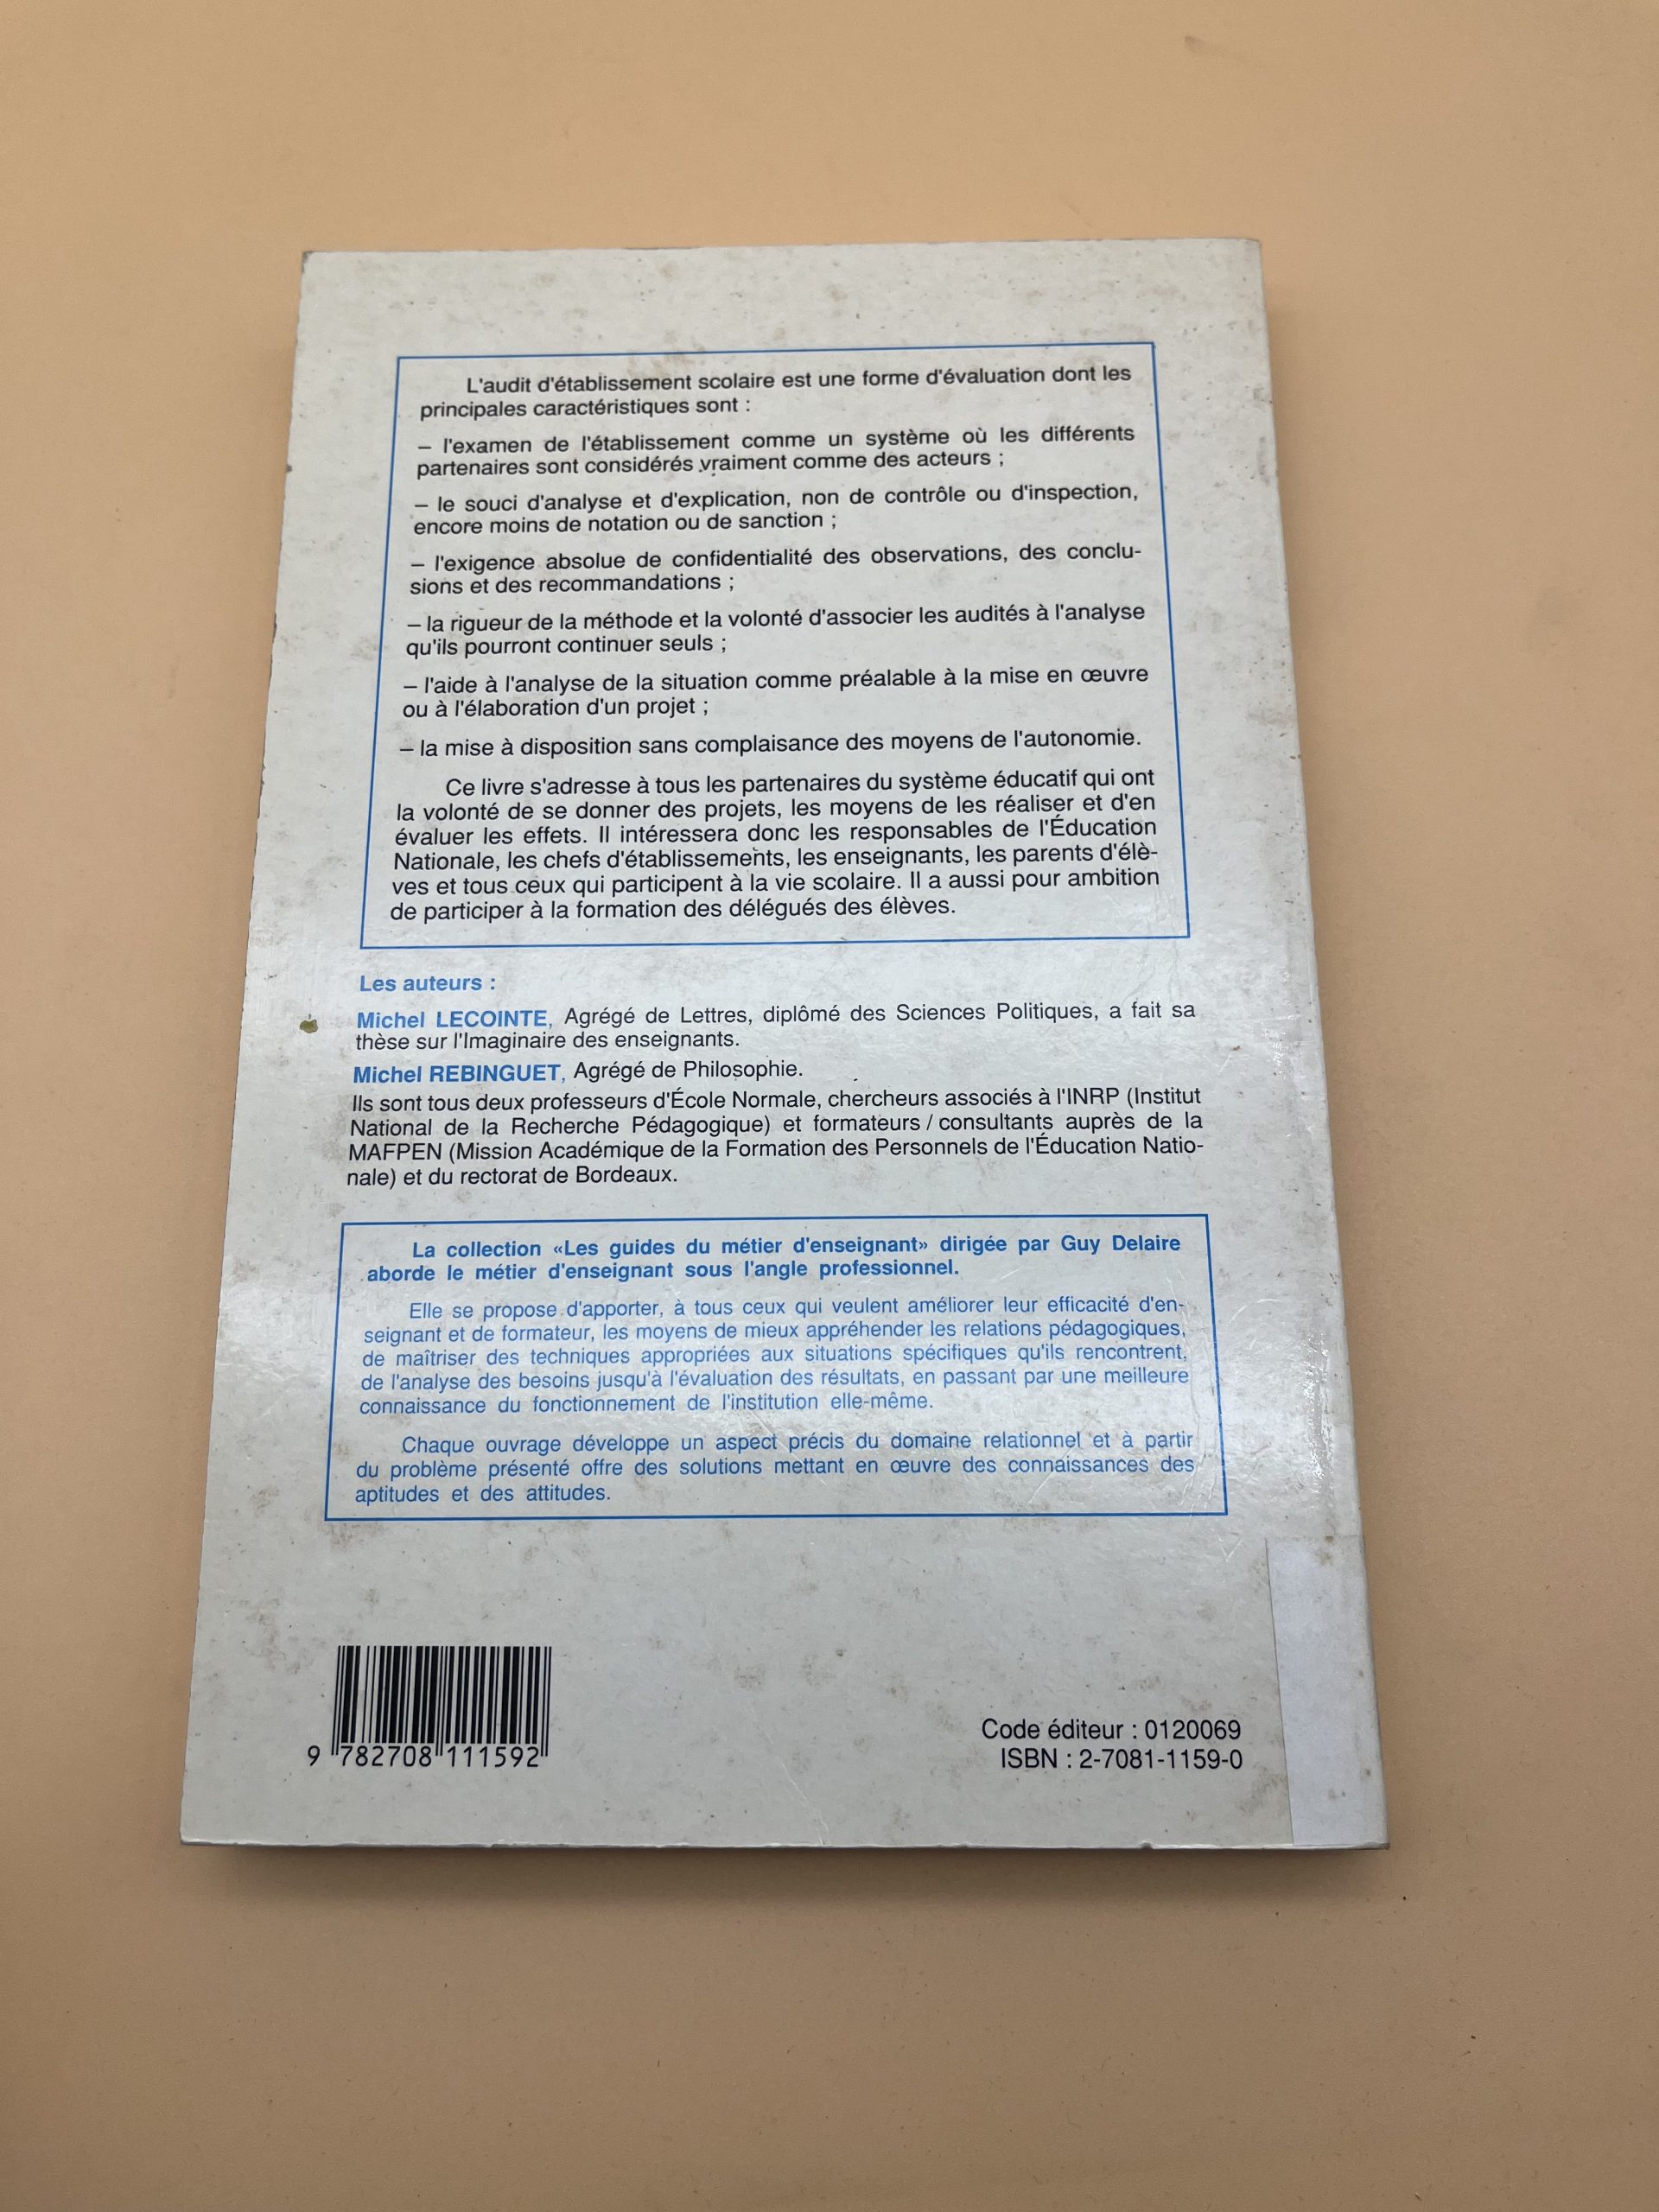 L'audit d'établissement scolaire est une forme d'évaluation dont les
principales caractéristiques sont :
– l'examen de l'établissement comme un système où les différents
partenaires sont considérés vraiment comme des acteurs ;
– le souci d'analyse et d'explication, non de contrôle ou d'inspection,
encore moins de notation ou de sanction ;
– l'exigence absolue de confidentialité des observations, des conclu-
sions et des recommandations ;
– la rigueur de la méthode et la volonté d'associer les audités à l'analyse
qu'ils pourront continuer seuls ;
– l'aide à l'analyse de la situation comme préalable à la mise en œuvre
ou à l'élaboration d'un projet ;
– la mise à disposition sans complaisance des moyens de l'autonomie.
Ce livre s'adresse à tous les partenaires du système éducatif qui ont
la volonté de se donner des projets, les moyens de les réaliser et d'en
évaluer les effets. Il intéressera donc les responsables de l'Éducation
Nationale, les chefs d'établissements, les enseignants, les parents d'élè-
ves et tous ceux qui participent à la vie scolaire. Il a aussi pour ambition
de participer à la formation des délégués des élèves.
Les auteurs :
Michel LECOINTE, Agrégé de Lettres, diplômé des Sciences Politiques, a fait sa
thèse sur l'Imaginaire des enseignants.
Michel REBINGUET, Agrégé de Philosophie.
Ils sont tous deux professeurs d'École Normale, chercheurs associés à l'INRP (Institut
National de la Recherche Pédagogique) et formateurs / consultants auprès de la
MAFPEN (Mission Académique de la Formation des Personnels de l'Éducation Natio-
nale) et du rectorat de Bordeaux.
La collection «Les guides du métier d'enseignant» dirigée par Guy Delaire
aborde le métier d'enseignant sous l'angle professionnel.
Elle se propose d'apporter, à tous ceux qui veulent améliorer leur efficacité d'en-
seignant et de formateur, les moyens de mieux appréhender les relations pédagogiques,
de maîtriser des techniques appropriées aux situations spécifiques qu'ils rencontrent,
de l'analyse des besoins jusqu'à l'évaluation des résultats, en passant par une meilleure
connaissance du fonctionnement de l'institution elle-même.
Chaque ouvrage développe un aspect précis du domaine relationnel et à partir
du problème présenté offre des solutions mettant en œuvre des connaissances des
aptitudes et des attitudes.
Code éditeur : 0120069
ISBN : 2-7081-1159-0
9 782708 111592